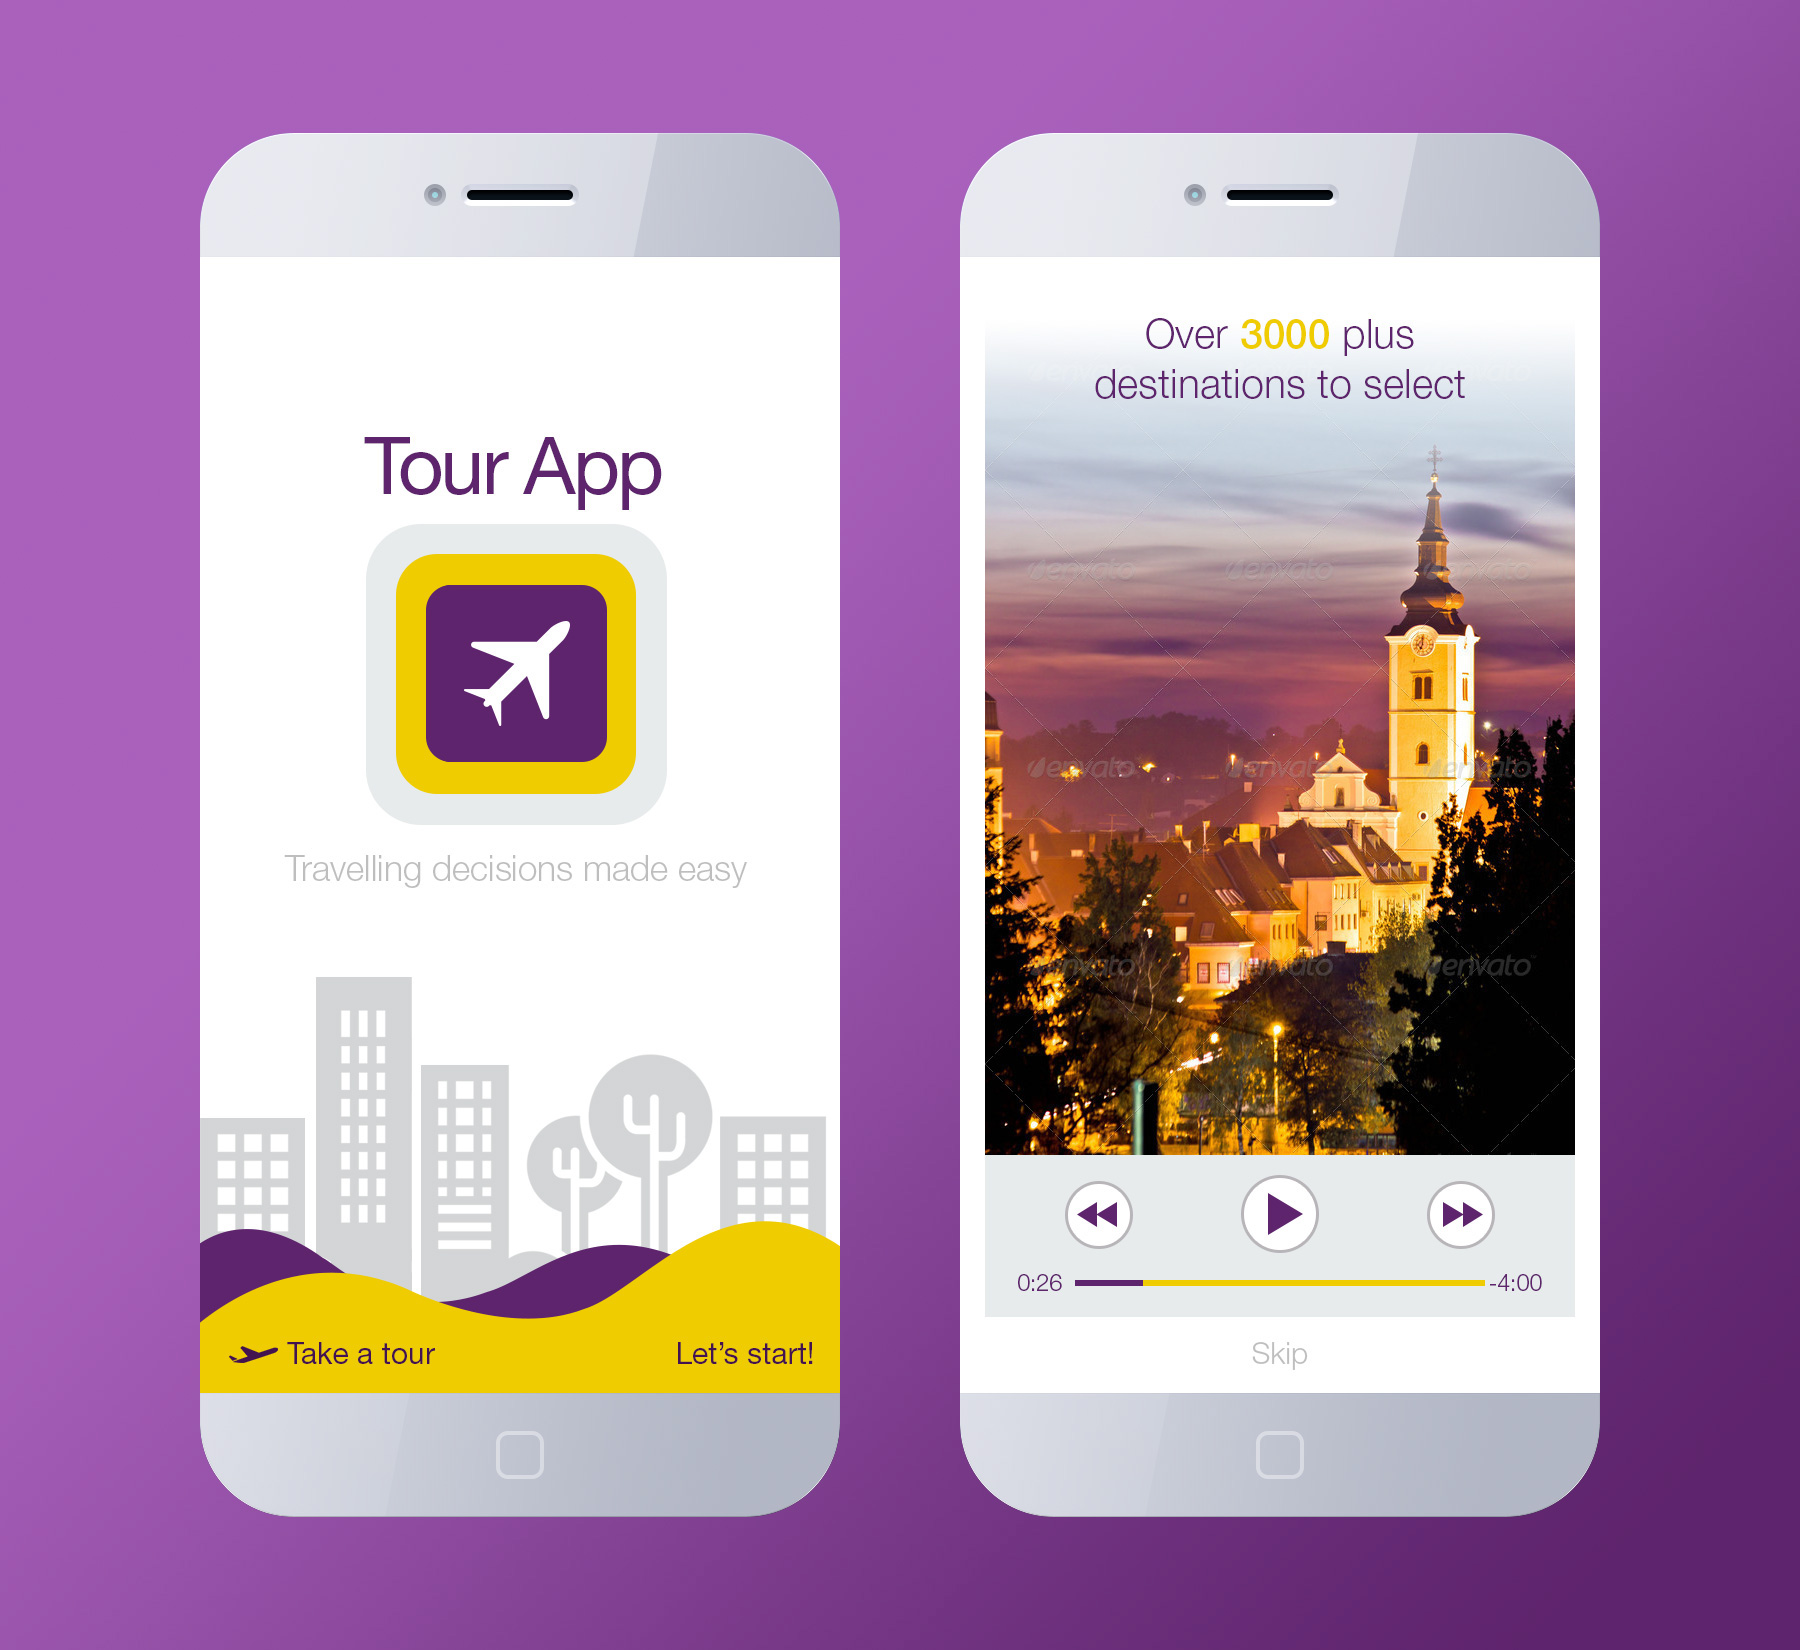 Tour App
Travelling decisions made easy
Take a tour
Let's start!
Over 3000 plus
destinations to select
envato envato envato
envato envato envato
envato envato envato
0:26
-4:00
Skip